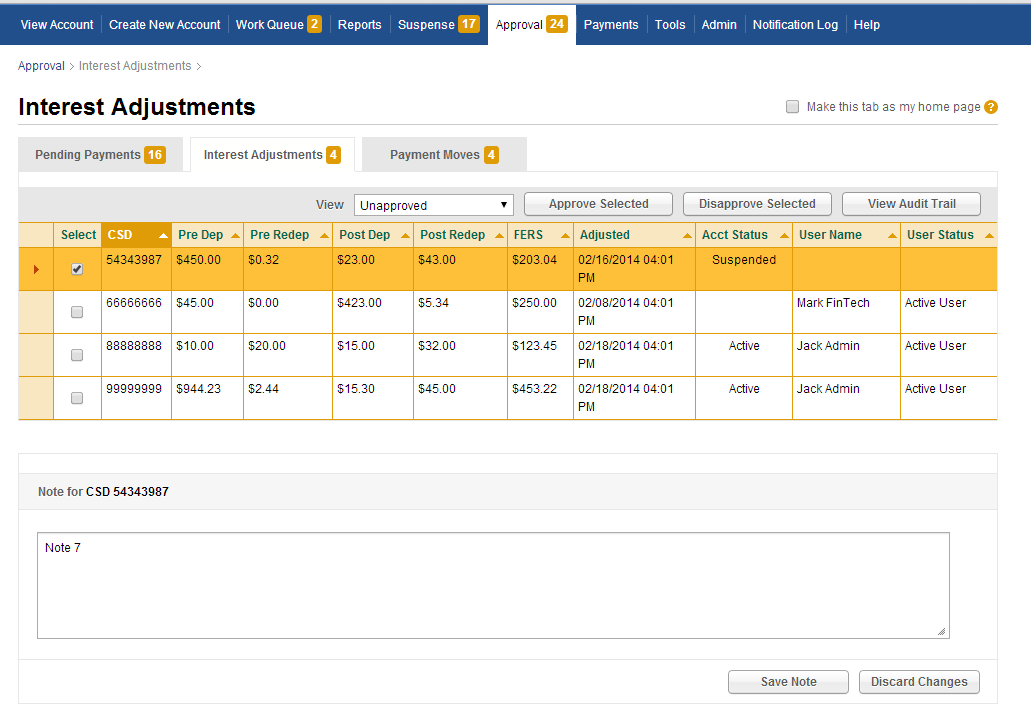 View Account Create New Account Work Queue 2 Reports Suspense 17 Approval 24 Payments Tools Admin Notification Log Help
Approval > Interest Adjustments >
Interest Adjustments
Make this tab as my home page ?
Pending Payments 16 Interest Adjustments 4 Payment Moves 4
View Unapproved Approve Selected Disapprove Selected View Audit Trail
Select CSD Pre Dep Pre Redep Post Dep Post Redep FERS Adjusted Acct Status User Name User Status
54343987 $450.00 $0.32 $23.00 $43.00 $203.04 02/16/2014 04:01 Suspended
PM
66666666 $45.00 $0.00 $423.00 $5.34 $250.00 02/08/2014 04:01 Mark FinTech Active User
PM
88888888 $10.00 $20.00 $15.00 $32.00 $123.45 02/18/2014 04:01 Active Jack Admin Active User
PM
99999999 $944.23 $2.44 $15.30 $45.00 $453.22 02/18/2014 04:01 Active Jack Admin Active User
PM
Note for CSD 54343987
Note 7
Save Note Discard Changes